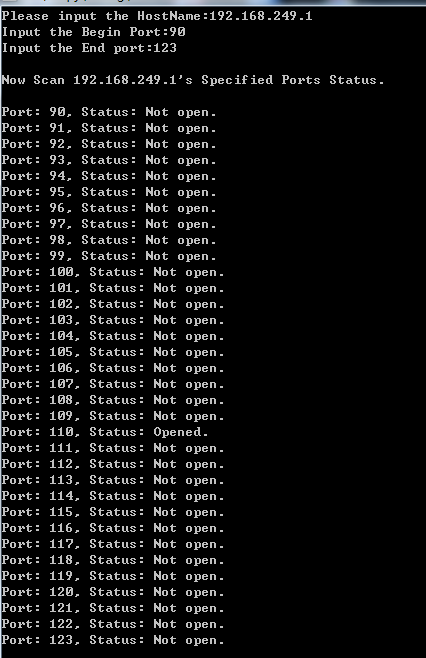 Please input the HostName:192.168.249.1
Input the Begin Port:90
Input the End port:123
Now Scan 192.168.249.1's Specified Ports Status.
Port: 90, Status: Not open.
Port: 91, Status: Not open.
Port: 92, Status: Not open.
Port: 93, Status: Not open.
Port: 94, Status: Not open.
Port: 95, Status: Not open.
Port: 96, Status: Not open.
Port: 97, Status: Not open.
Port: 98, Status: Not open.
Port: 99, Status: Not open.
Port: 100, Status: Not open.
Port: 101, Status: Not open.
Port: 102, Status: Not open.
Port: 103, Status: Not open.
Port: 104, Status: Not open.
Port: 105, Status: Not open.
Port: 106, Status: Not open.
Port: 107, Status: Not open.
Port: 108, Status: Not open.
Port: 109, Status: Not open.
Port: 110, Status: Opened.
Port: 111, Status: Not open.
Port: 112, Status: Not open.
Port: 113, Status: Not open.
Port: 114, Status: Not open.
Port: 115, Status: Not open.
Port: 116, Status: Not open.
Port: 117, Status: Not open.
Port: 118, Status: Not open.
Port: 119, Status: Not open.
Port: 120, Status: Not open.
Port: 121, Status: Not open.
Port: 122, Status: Not open.
Port: 123, Status: Not open.